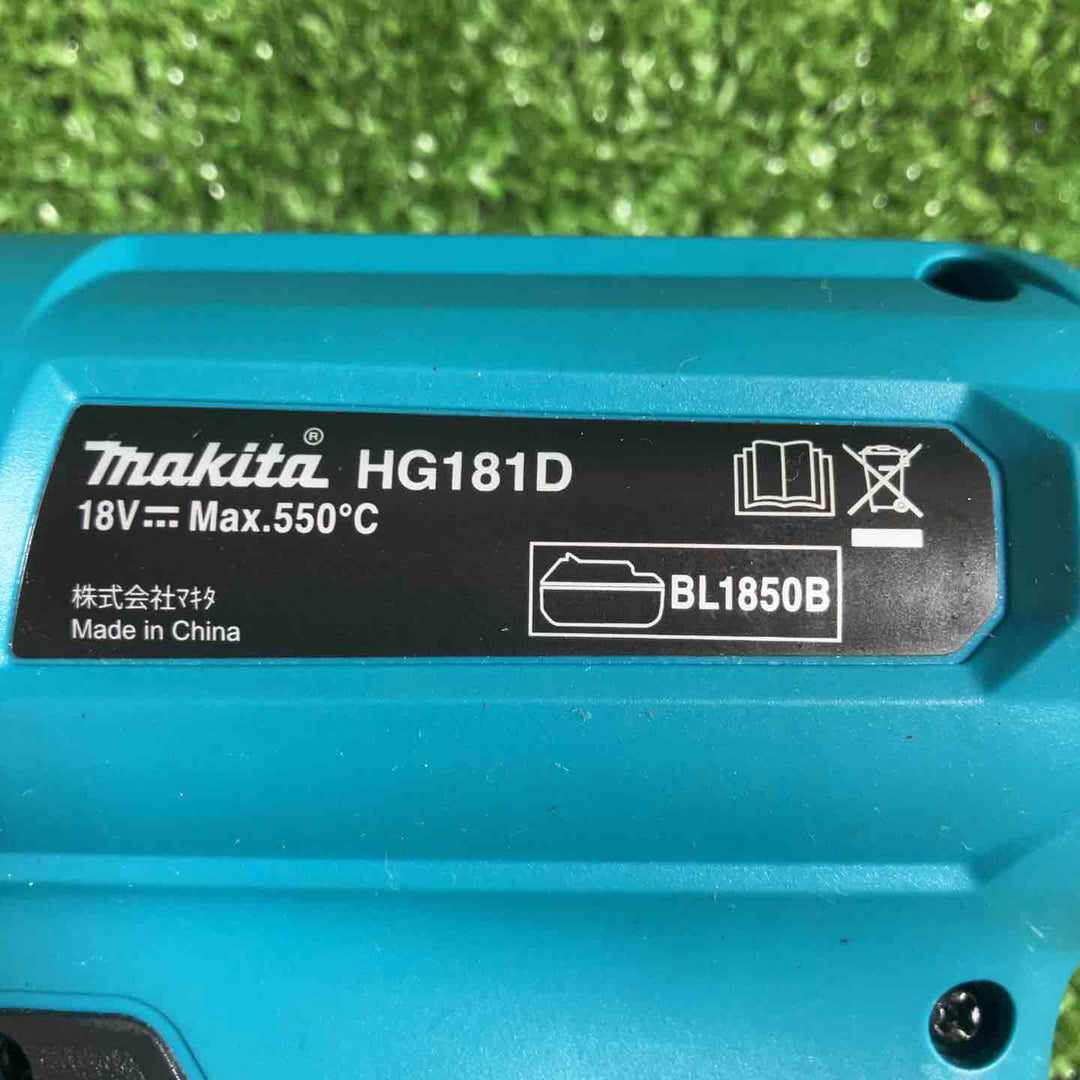 makita® HG181D
18V⎓ Max.550°C
BL1850B
株式会社ﾏｷﾀ
Made in China